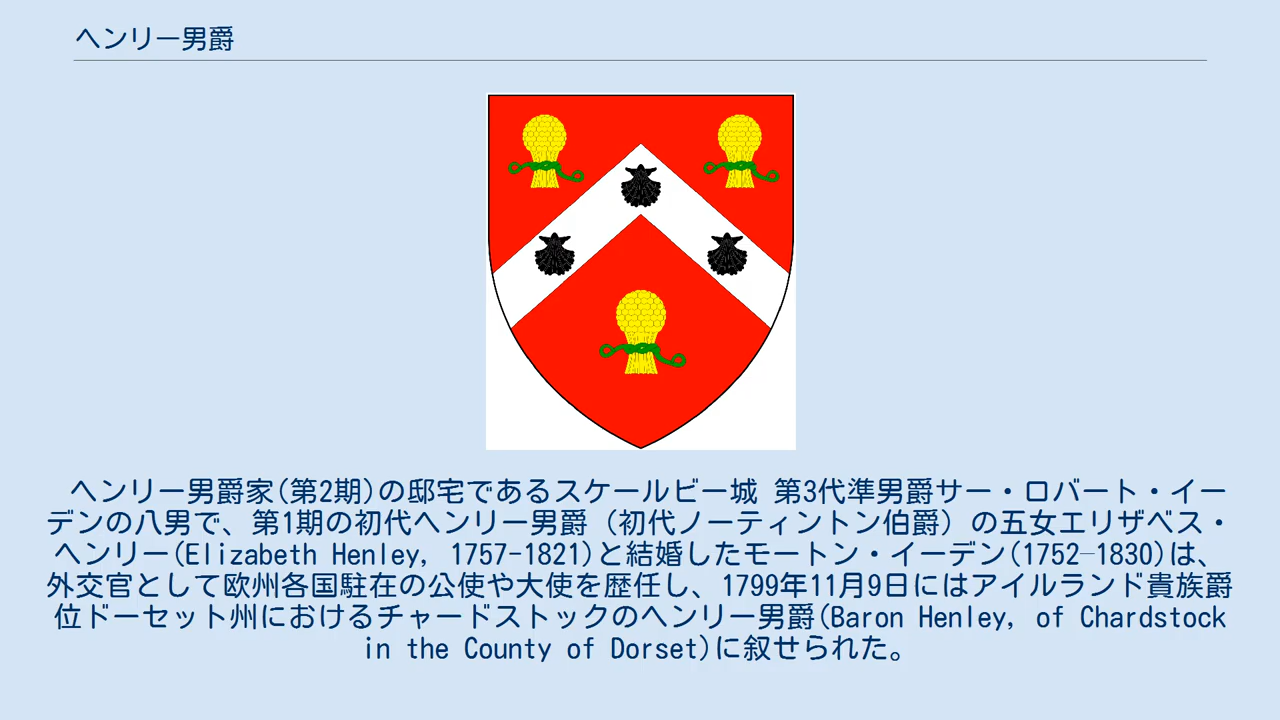 ヘンリー男爵
ヘンリー男爵家(第2期)の邸宅であるスケールビー城 第3代準男爵サー・ロバート・イー
デンの八男で、第1期の初代ヘンリー男爵（初代ノーティントン伯爵）の五女エリザベス・
ヘンリー(Elizabeth Henley, 1757-1821)と結婚したモートン・イーデン(1752–1830)は、
外交官として欧州各国駐在の公使や大使を歴任し、1799年11月9日にはアイルランド貴族爵
位ドーセット州におけるチャードストックのヘンリー男爵(Baron Henley, of Chardstock
in the County of Dorset)に叙せられた。